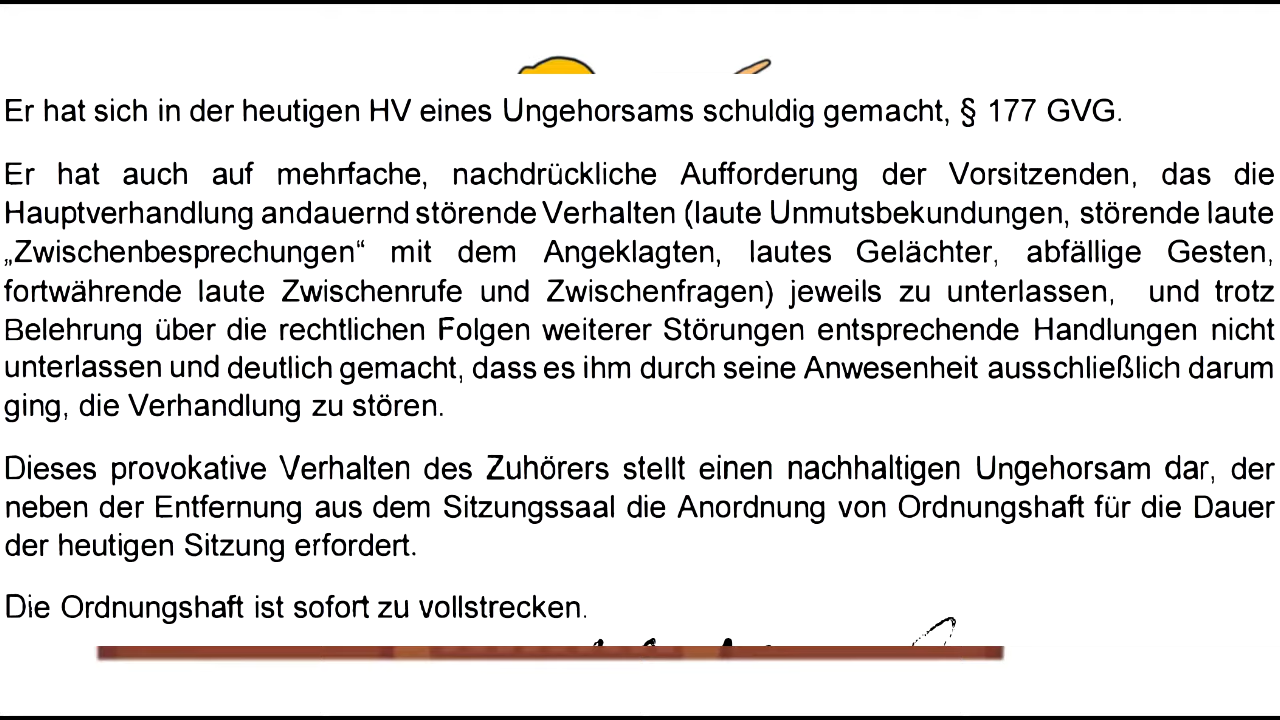 Er hat sich in der heutigen HV eines Ungehorsams schuldig gemacht, § 177 GVG.
Er hat auch auf mehrfache, nachdrückliche Aufforderung der Vorsitzenden, das die
Hauptverhandlung andauernd störende Verhalten (laute Unmutsbekundungen, störende laute
„Zwischenbesprechungen“ mit dem Angeklagten, lautes Gelächter, abfällige Gesten,
fortwährende laute Zwischenrufe und Zwischenfragen) jeweils zu unterlassen, und trotz
Belehrung über die rechtlichen Folgen weiterer Störungen entsprechende Handlungen nicht
unterlassen und deutlich gemacht, dass es ihm durch seine Anwesenheit ausschließlich darum
ging, die Verhandlung zu stören.
Dieses provokative Verhalten des Zuhörers stellt einen nachhaltigen Ungehorsam dar, der
neben der Entfernung aus dem Sitzungssaal die Anordnung von Ordnungshaft für die Dauer
der heutigen Sitzung erfordert.
Die Ordnungshaft ist sofort zu vollstrecken.